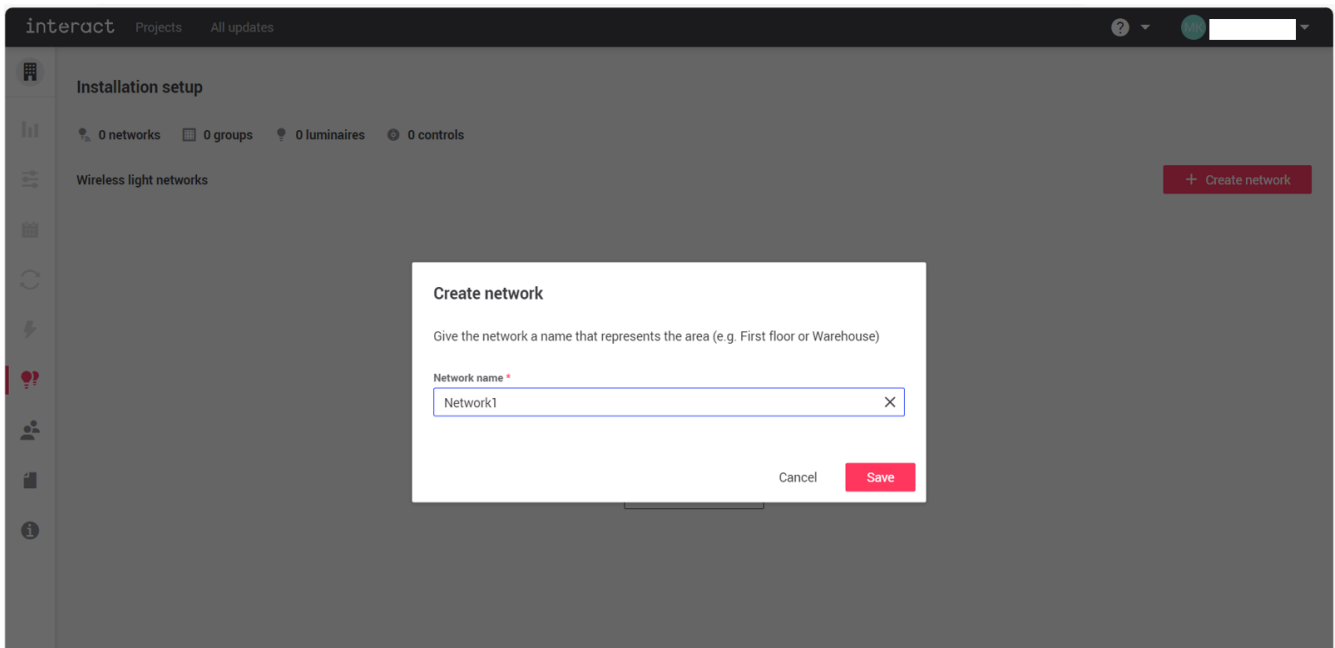 interact Projects All updates
? MK
Installation setup
0 networks 0 groups 0 luminaires 0 controls
Wireless light networks
+ Create network
Create network
Give the network a name that represents the area (e.g. First floor or Warehouse)
Network name *
Network1
Cancel Save